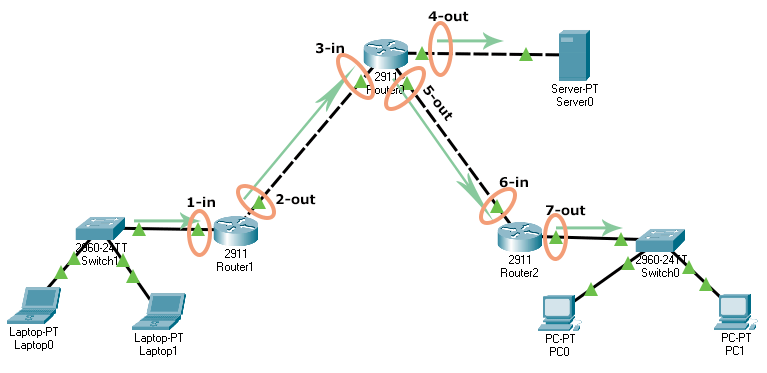 4-out
3-in
2911
Router0
Server-PT
Server0
5-out
6-in
1-in
2-out
7-out
2960-24TT
Switch1
2911
Router1
2911
Router2
2960-24TT
Switch0
Laptop-PT
Laptop0
Laptop-PT
Laptop1
PC-PT
PC0
PC-PT
PC1